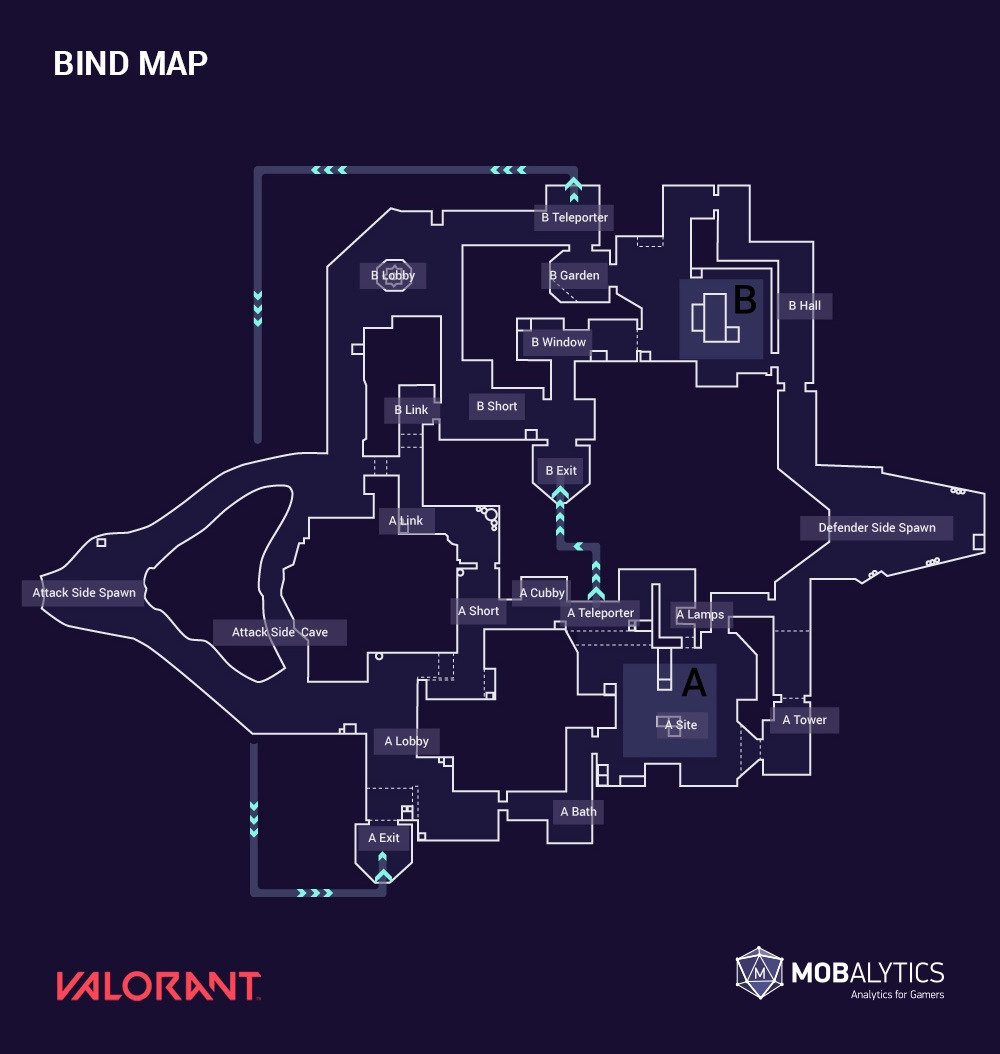 BIND MAP
B Teleporter
B Lobby
B Garden
B
B Hall
B Window
B Link
B Short
B Exit
A Link
Defender Side Spawn
Attack Side Spawn
A Cubby
A Short
A Teleporter
A Lamps
Attack Side Cave
A
A Site
A Tower
A Lobby
A Bath
A Exit
VALORANT
M
MOBALYTICS
Analytics for Gamers